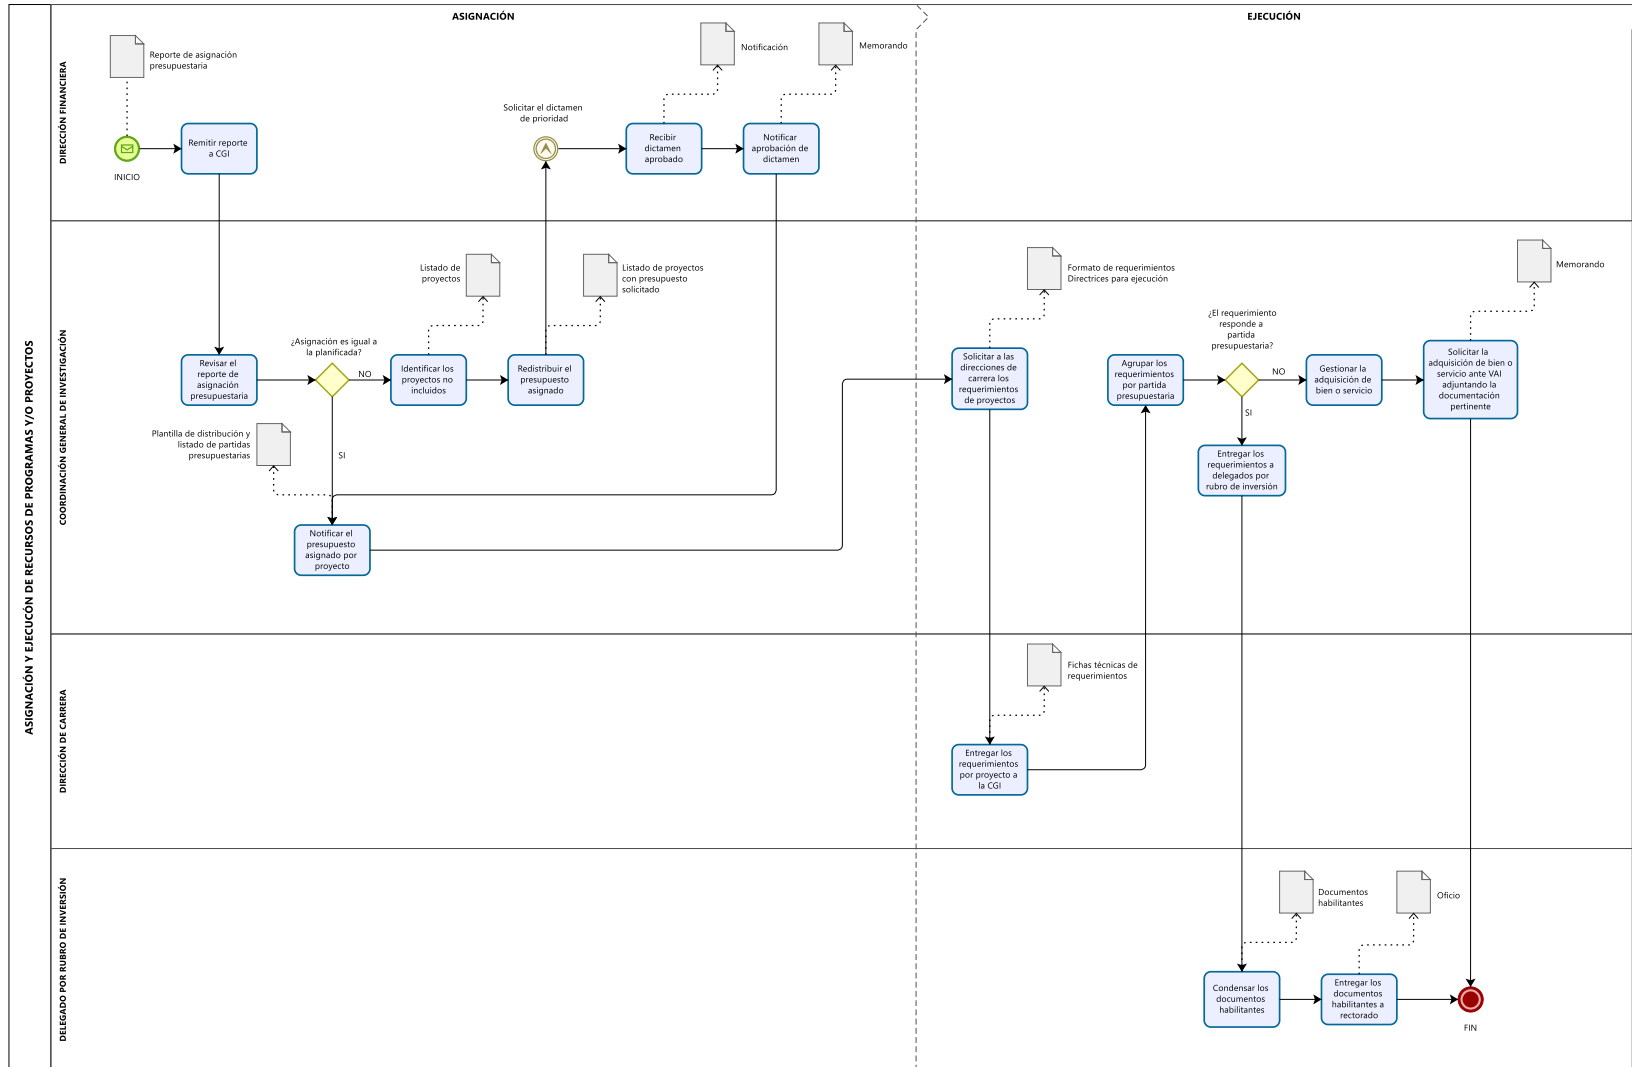 ASIGNACIÓN Y EJECUCÓN DE RECURSOS DE PROGRAMAS Y/O PROYECTOS
ASIGNACIÓN
EJECUCIÓN
DIRECCIÓN FINANCIERA
Reporte de asignación
presupuestaria
INICIO
Remitir reporte
a CGI
Solicitar el dictamen
de prioridad
Recibir
dictamen
aprobado
Notificación
Notificar
aprobación de
dictamen
Memorando
COORDINACIÓN GENERAL DE INVESTIGACIÓN
Revisar el
reporte de
asignación
presupuestaria
¿Asignación es igual a
la planificada?
NO
SI
Listado de
proyectos
Identificar los
proyectos no
incluidos
Listado de proyectos
con presupuesto
solicitado
Redistribuir el
presupuesto
asignado
Plantilla de distribución y
listado de partidas
presupuestarias
Notificar el
presupuesto
asignado por
proyecto
Formato de requerimientos
Directrices para ejecución
Solicitar a las
direcciones de
carrera los
requerimientos
de proyectos
Agrupar los
requerimientos
por partida
presupuestaria
¿El requerimiento
responde a
partida
presupuestaria?
NO
SI
Gestionar la
adquisición de
bien o servicio
Memorando
Solicitar la
adquisición de bien o
servicio ante VAI
adjuntando la
documentación
pertinente
Entregar los
requerimientos a
delegados por
rubro de inversión
DIRECCIÓN DE CARRERA
Fichas técnicas de
requerimientos
Entregar los
requerimientos
por proyecto a
la CGI
DELEGADO POR RUBRO DE INVERSIÓN
Documentos
habilitantes
Oficio
Condensar los
documentos
habilitantes
Entregar los
documentos
habilitantes a
rectorado
FIN